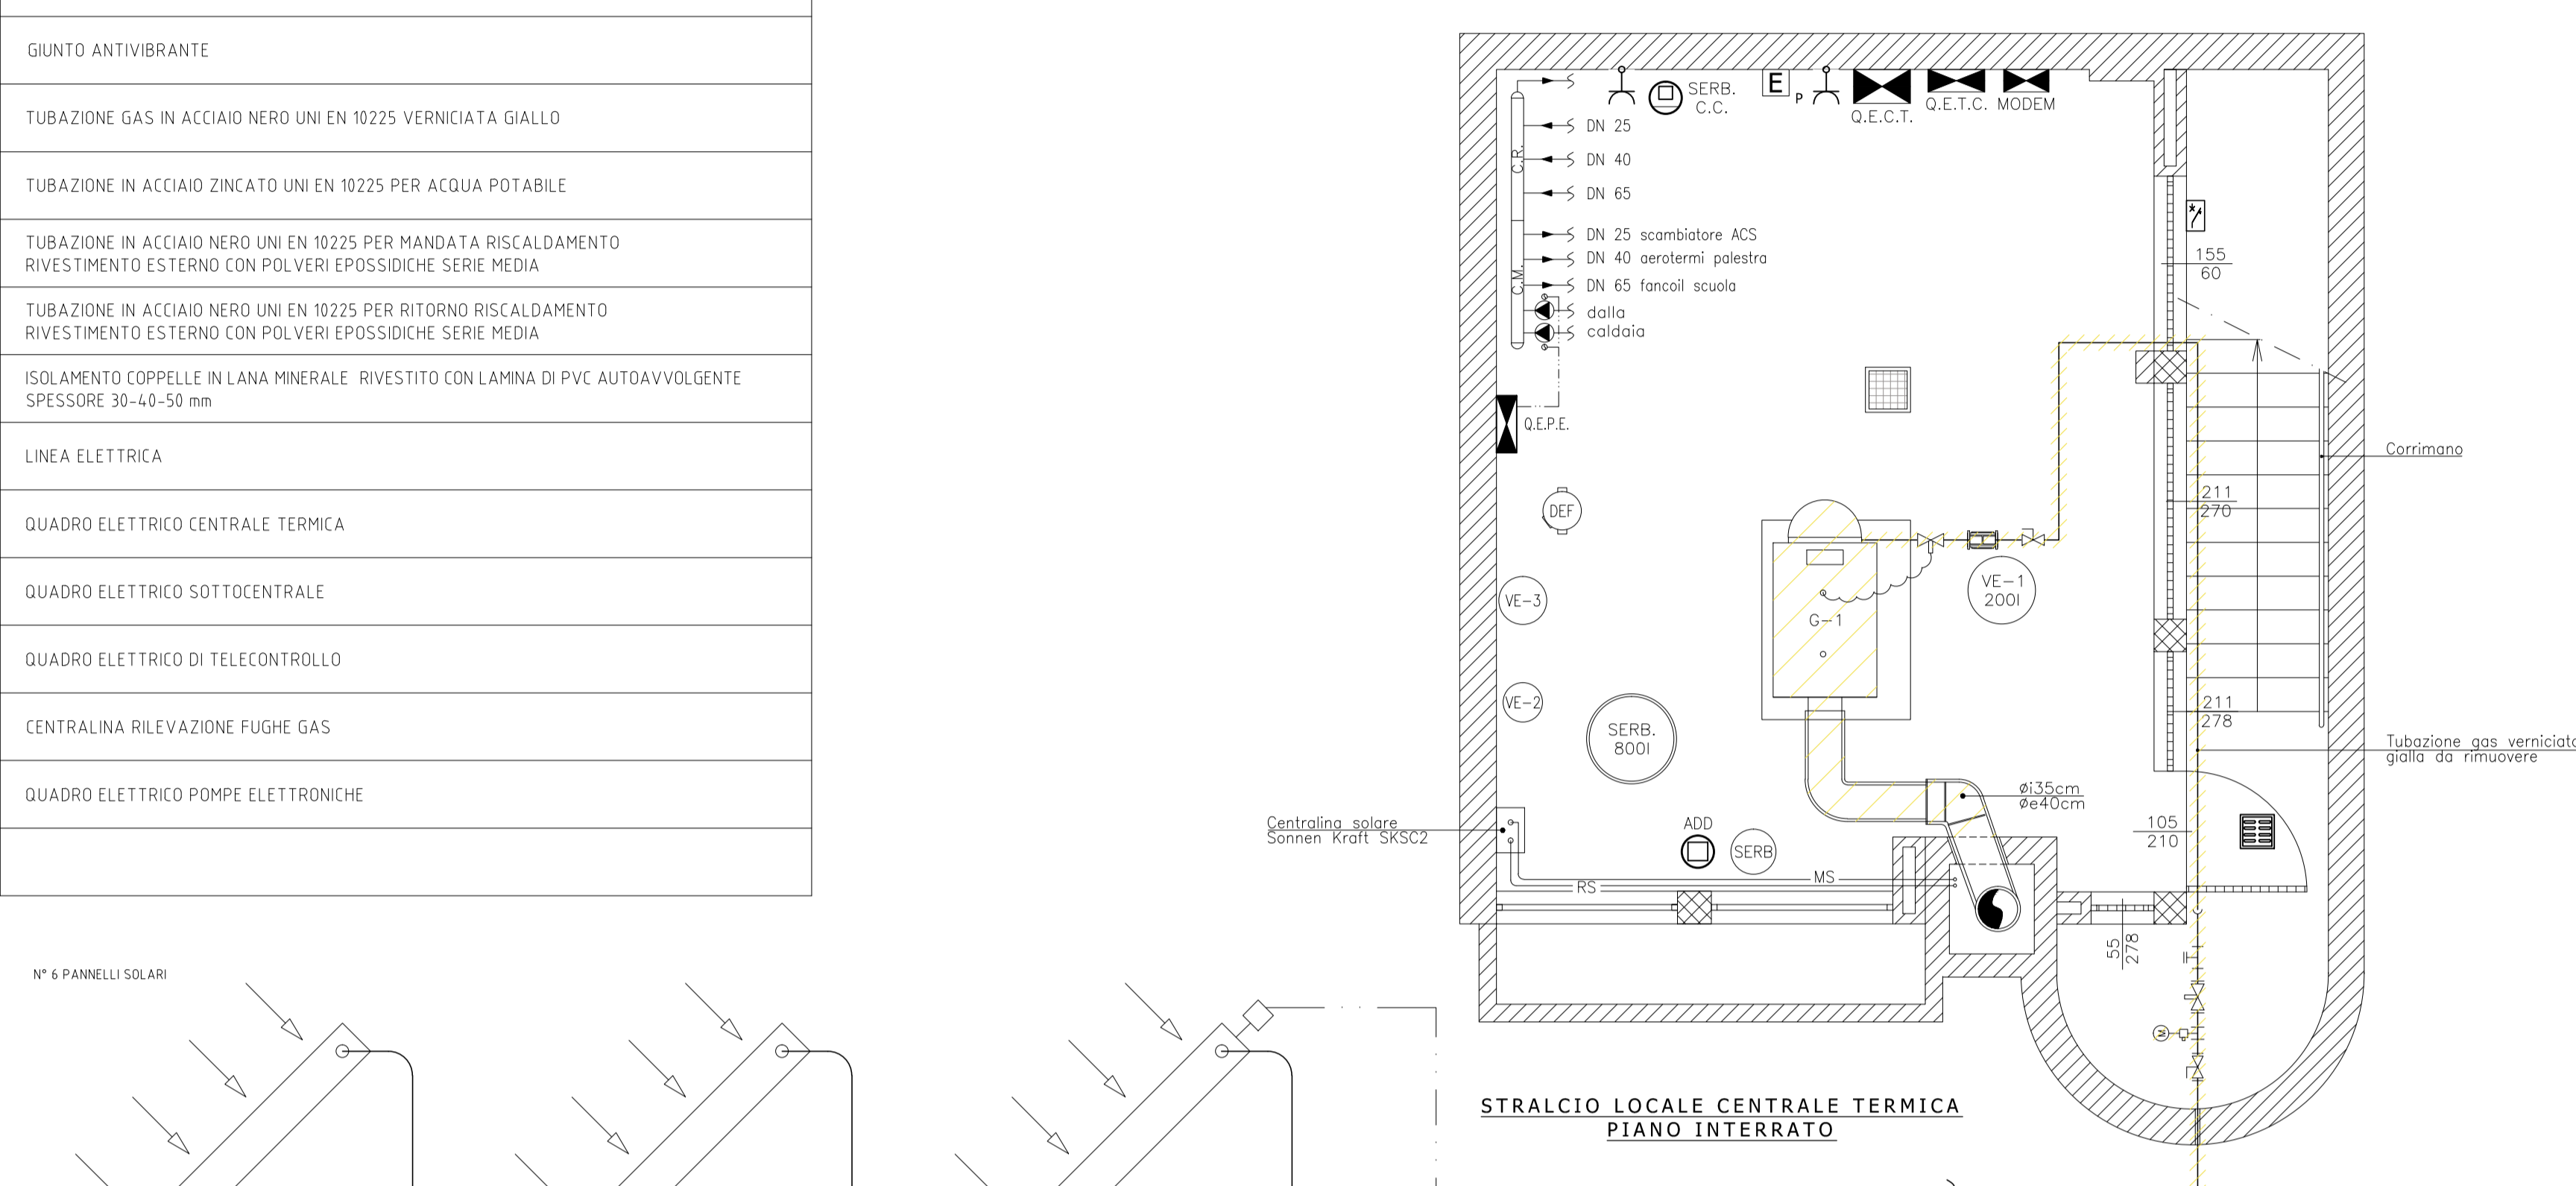 GIUNTO ANTIVIBRANTE
TUBAZIONE GAS IN ACCIAIO NERO UNI EN 10225 VERNICIATA GIALLO
TUBAZIONE IN ACCIAIO ZINCATO UNI EN 10225 PER ACQUA POTABILE
TUBAZIONE IN ACCIAIO NERO UNI EN 10225 PER MANDATA RISCALDAMENTO
RIVESTIMENTO ESTERNO CON POLVERI EPOSSIDICHE SERIE MEDIA
TUBAZIONE IN ACCIAIO NERO UNI EN 10225 PER RITORNO RISCALDAMENTO
RIVESTIMENTO ESTERNO CON POLVERI EPOSSIDICHE SERIE MEDIA
ISOLAMENTO COPPELLE IN LANA MINERALE RIVESTITO CON LAMINA DI PVC AUTOAVVOLGENTE
SPESSORE 30-40-50 mm
LINEA ELETTRICA
QUADRO ELETTRICO CENTRALE TERMICA
QUADRO ELETTRICO SOTTOCENTRALE
QUADRO ELETTRICO DI TELECONTROLLO
CENTRALINA RILEVAZIONE FUGHE GAS
QUADRO ELETTRICO POMPE ELETTRONICHE
N° 6 PANNELLI SOLARI
SERB.
C.C.
E
P
Q.E.C.T.
Q.E.T.C.
MODEM
C.R.
DN 25
DN 40
DN 65
C.M.
DN 25 scambiatore ACS
DN 40 aerotermi palestra
DN 65 fancoil scuola
dalla
caldaia
Q.E.P.E.
155
60
Corrimano
DEF
211
270
VE-3
G-1
VE-1
200l
VE-2
SERB.
800l
211
278
Tubazione gas verniciata
gialla da rimuovere
Øi35cm
Øe40cm
Centralina solare
Sonnen Kraft SKSC2
ADD
SERB
105
210
MS
RS
55
278
M
STRALCIO LOCALE CENTRALE TERMICA
PIANO INTERRATO